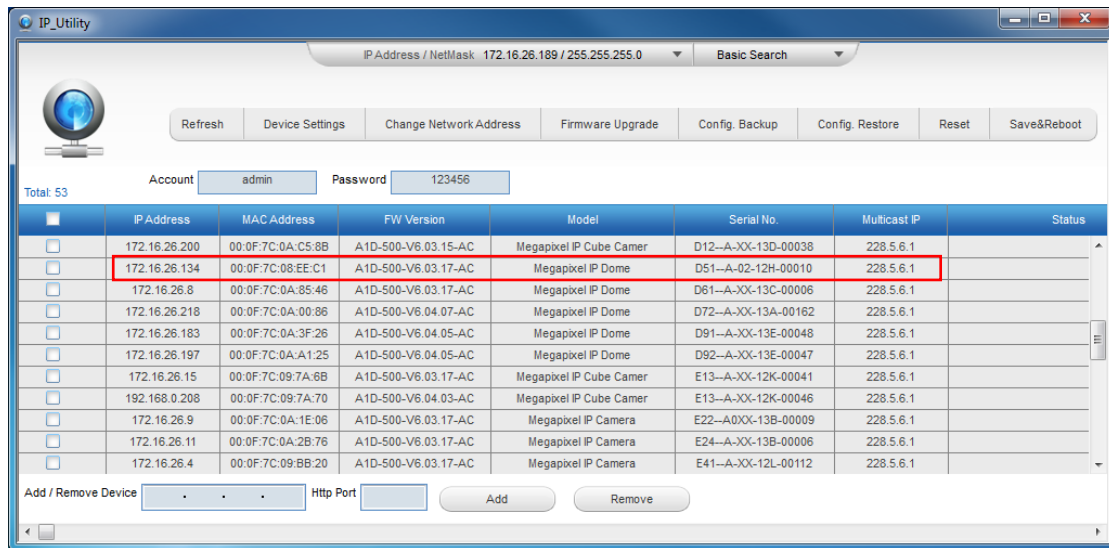 IP_Utility
IP Address / NetMask 172.16.26.189 / 255.255.255.0 Basic Search
Refresh Device Settings Change Network Address Firmware Upgrade Config. Backup Config. Restore Reset Save&Reboot
Account admin Password 123456
Total: 53
IP Address MAC Address FW Version Model Serial No. Multicast IP Status
172.16.26.200 00:0F:7C:0A:C5:8B A1D-500-V6.03.15-AC Megapixel IP Cube Camer D12--A-XX-13D-00038 228.5.6.1
172.16.26.134 00:0F:7C:08:EE:C1 A1D-500-V6.03.17-AC Megapixel IP Dome D51--A-02-12H-00010 228.5.6.1
172.16.26.8 00:0F:7C:0A:85:46 A1D-500-V6.03.17-AC Megapixel IP Dome D61--A-XX-13C-00006 228.5.6.1
172.16.26.218 00:0F:7C:0A:00:86 A1D-500-V6.04.07-AC Megapixel IP Dome D72--A-XX-13A-00162 228.5.6.1
172.16.26.183 00:0F:7C:0A:3F:26 A1D-500-V6.04.05-AC Megapixel IP Dome D91--A-XX-13E-00048 228.5.6.1
172.16.26.197 00:0F:7C:0A:A1:25 A1D-500-V6.04.05-AC Megapixel IP Dome D92--A-XX-13E-00047 228.5.6.1
172.16.26.15 00:0F:7C:09:7A:6B A1D-500-V6.03.17-AC Megapixel IP Cube Camer E13--A-XX-12K-00041 228.5.6.1
192.168.0.208 00:0F:7C:09:7A:70 A1D-500-V6.04.03-AC Megapixel IP Cube Camer E13--A-XX-12K-00046 228.5.6.1
172.16.26.9 00:0F:7C:0A:1E:06 A1D-500-V6.03.17-AC Megapixel IP Camera E22--A0XX-13B-00009 228.5.6.1
172.16.26.11 00:0F:7C:0A:2B:76 A1D-500-V6.03.17-AC Megapixel IP Camera E24--A-XX-13B-00006 228.5.6.1
172.16.26.4 00:0F:7C:09:BB:20 A1D-500-V6.03.17-AC Megapixel IP Camera E41--A-XX-12L-00112 228.5.6.1
Add / Remove Device . . . Http Port Add Remove